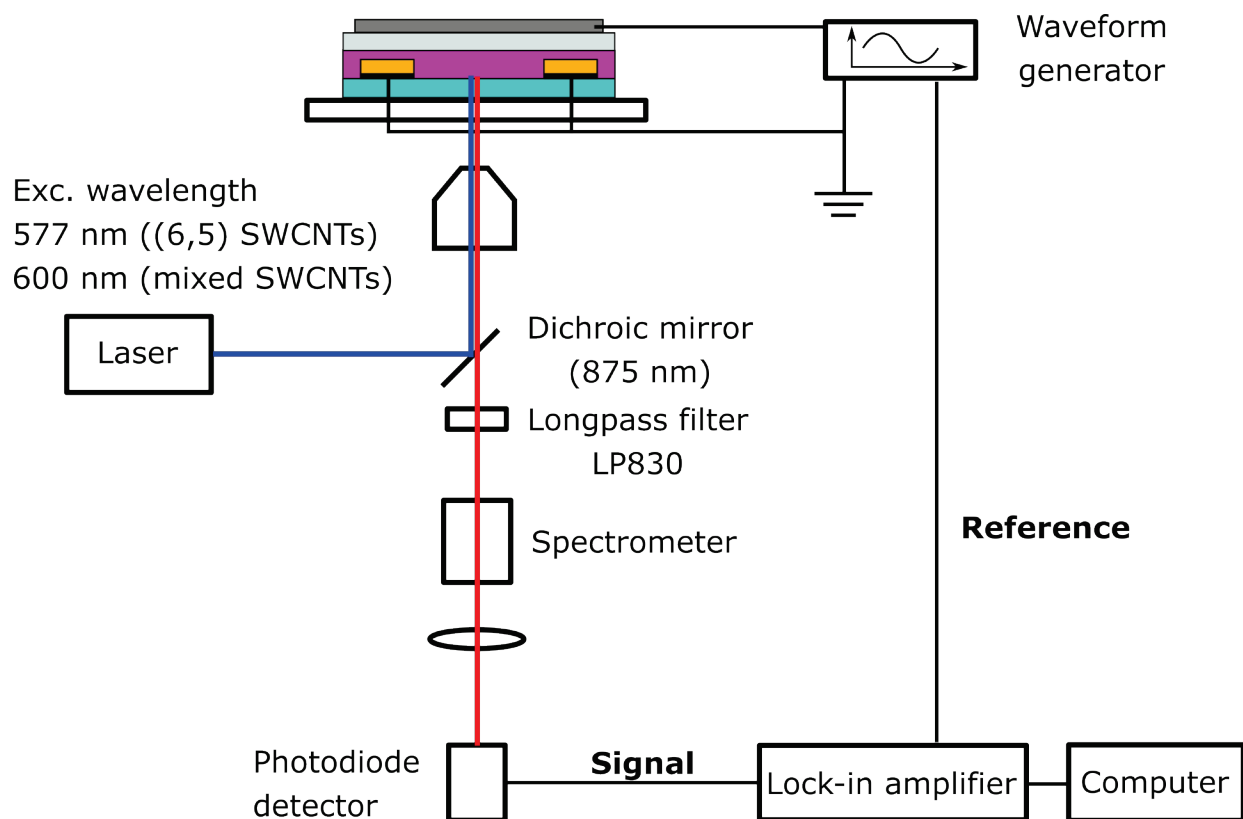 Waveform
generator
Exc. wavelength
577 nm ((6,5) SWCNTs)
600 nm (mixed SWCNTs)
Laser
Dichroic mirror
(875 nm)
Longpass filter
LP830
Spectrometer
Reference
Photodiode
detector
Signal
Lock-in amplifier
Computer